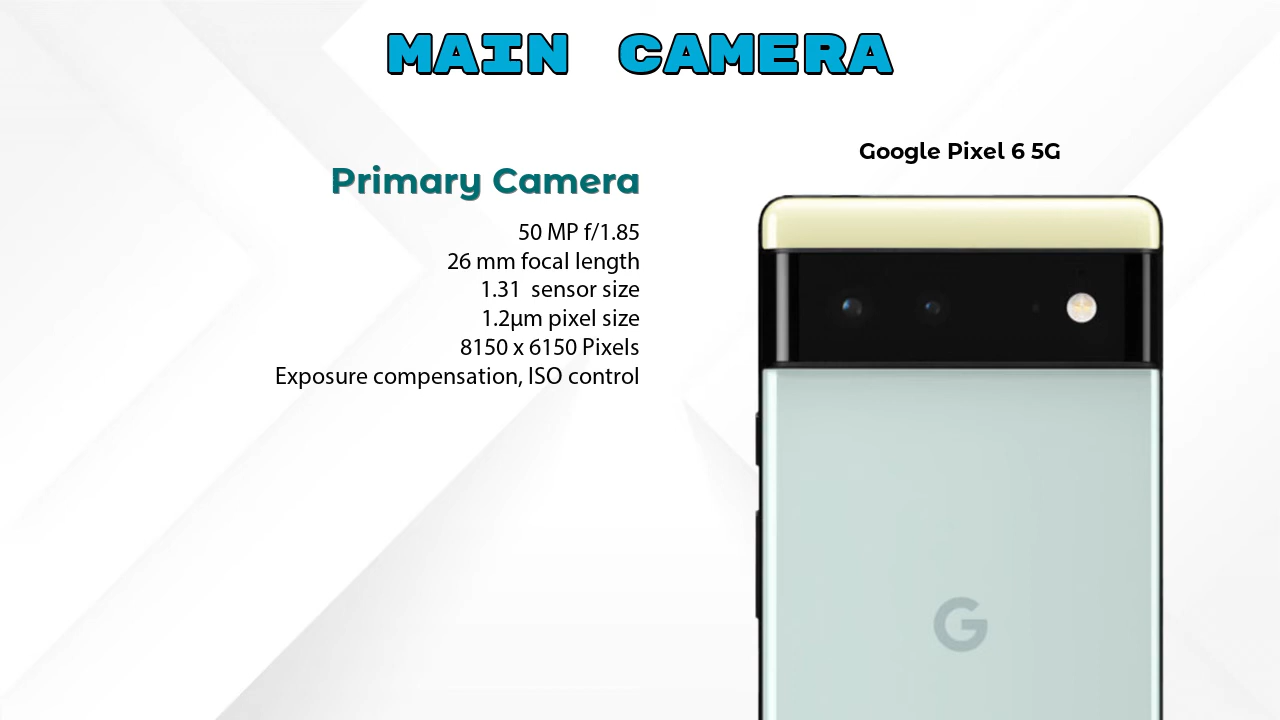 MAIN CAMERA
Google Pixel 6 5G
Primary Camera
50 MP f/1.85
26 mm focal length
1.31  sensor size
1.2µm pixel size
8150 x 6150 Pixels
Exposure compensation, ISO control
G